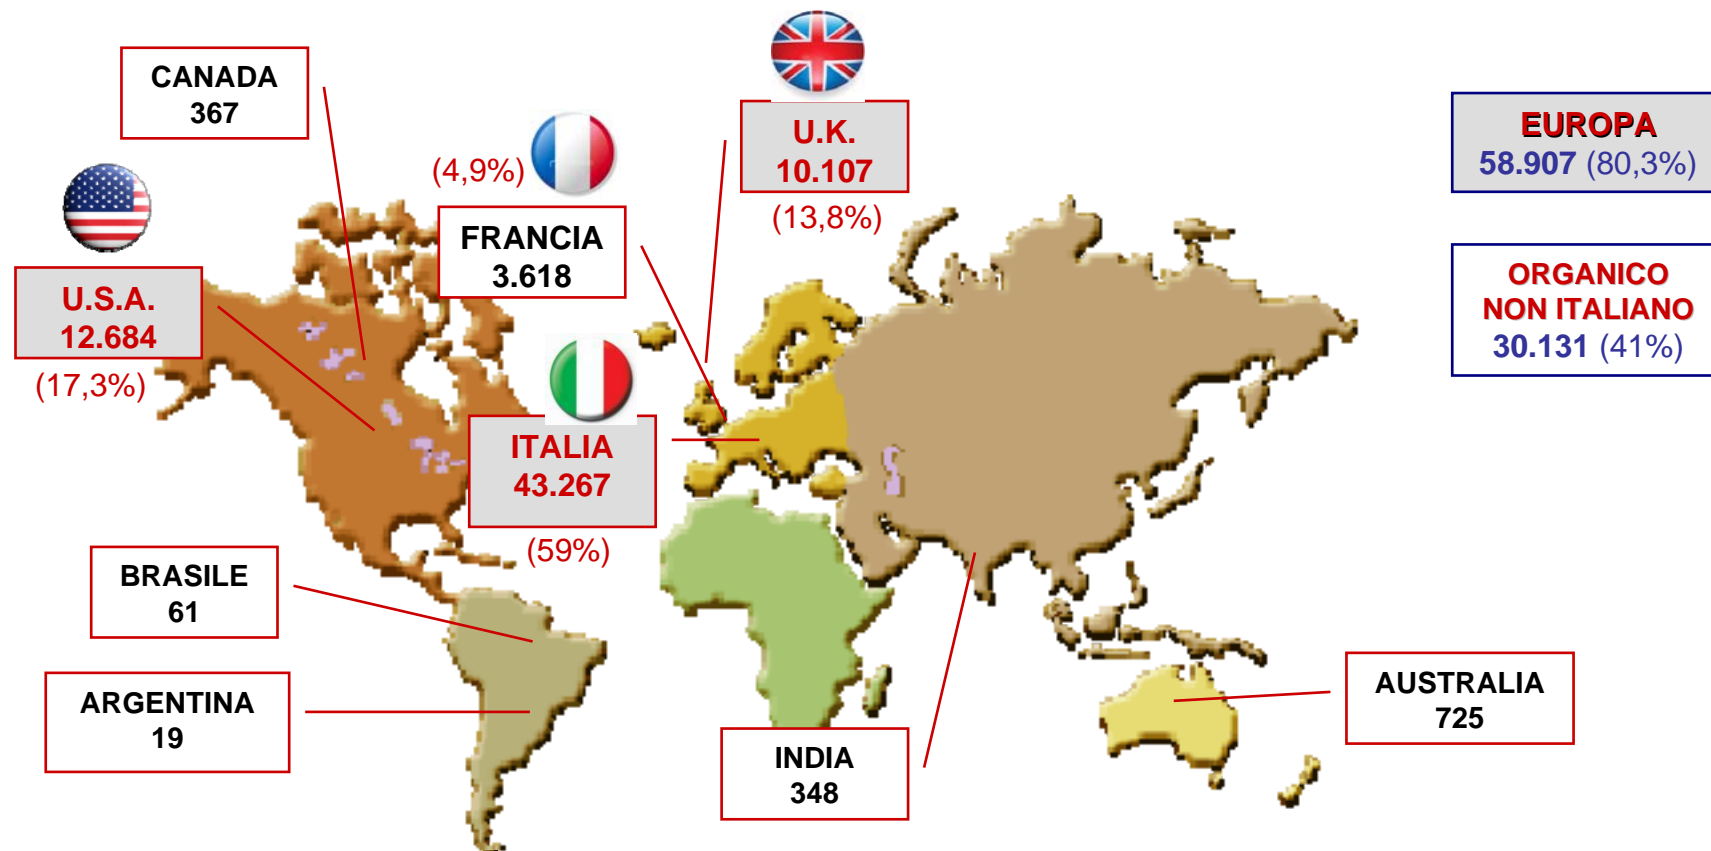 CANADA
367
(4,9%)
U.K.
10.107
(13,8%)
EUROPA
58.907 (80,3%)
FRANCIA
3.618
U.S.A.
12.684
(17,3%)
ORGANICO
NON ITALIANO
30.131 (41%)
ITALIA
43.267
(59%)
BRASILE
61
ARGENTINA
19
INDIA
348
AUSTRALIA
725